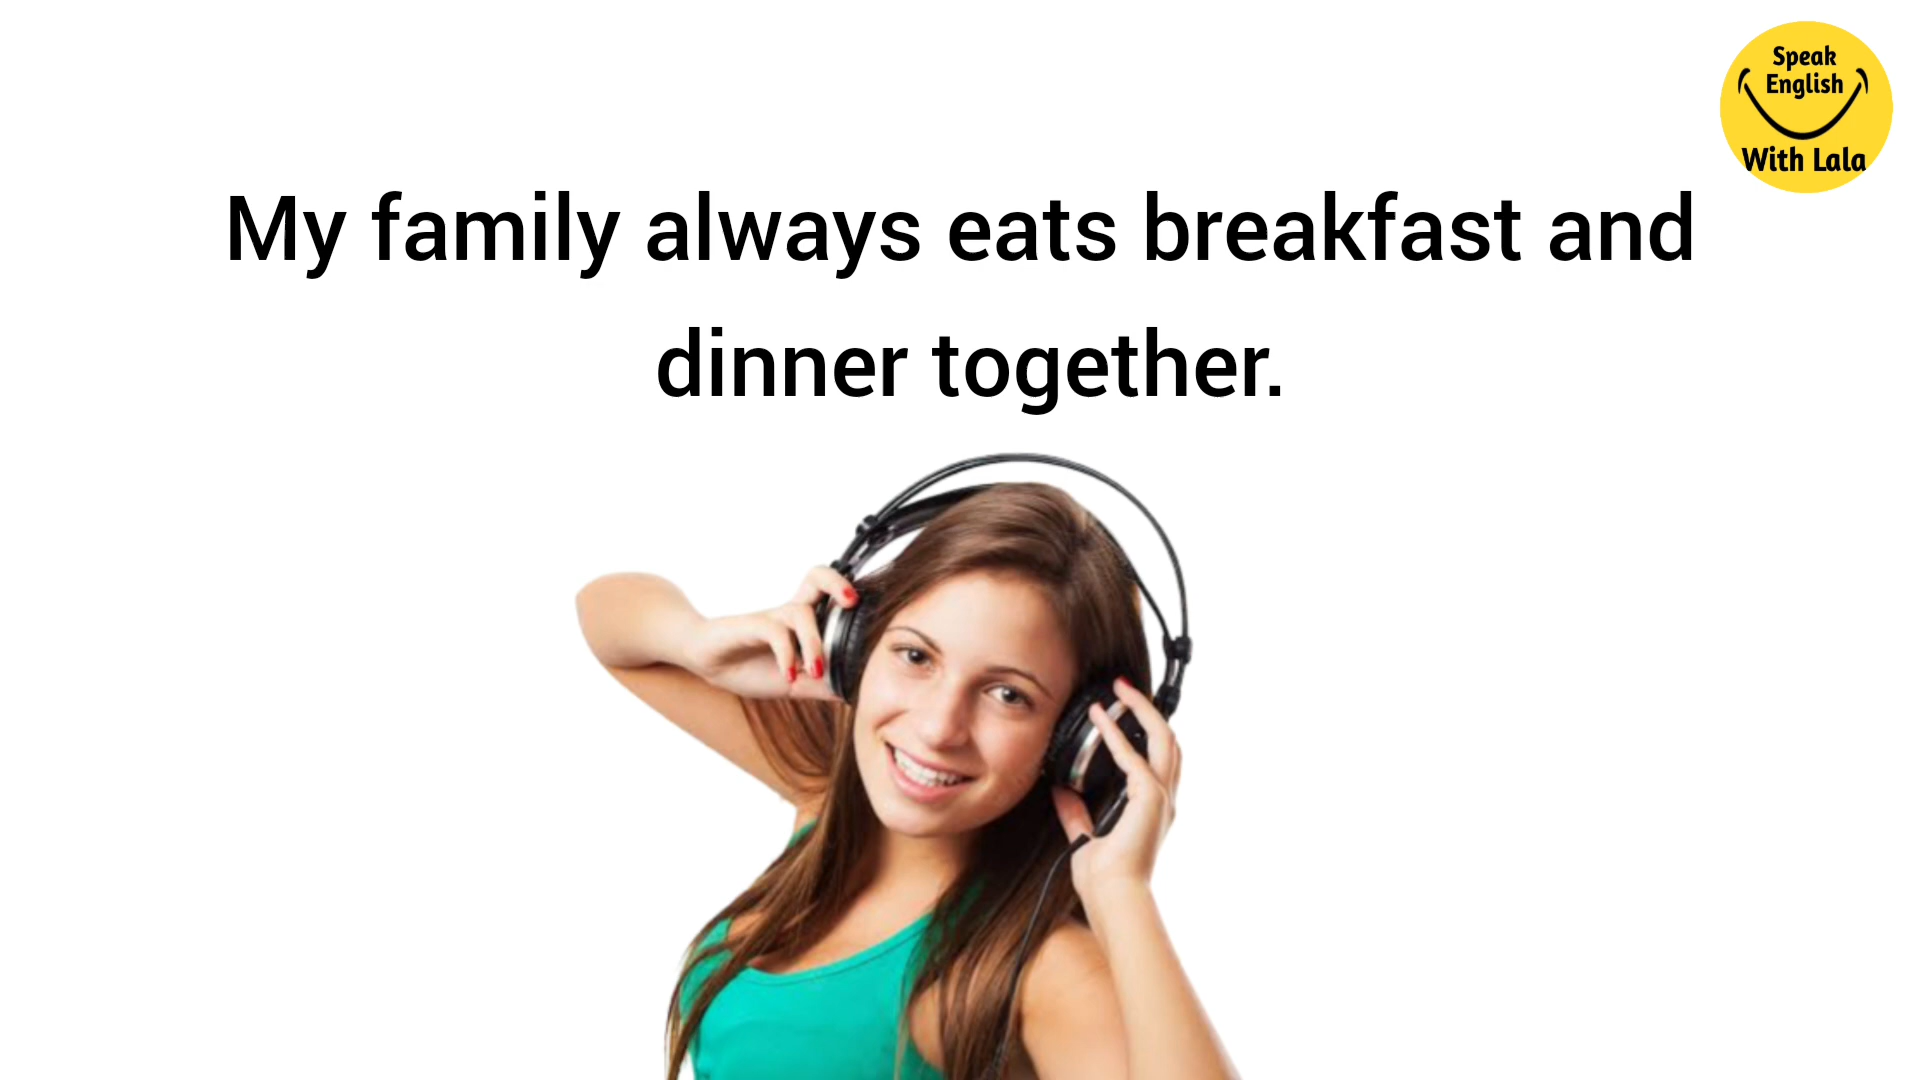 Speak
English
With Lala
My family always eats breakfast and
dinner together.